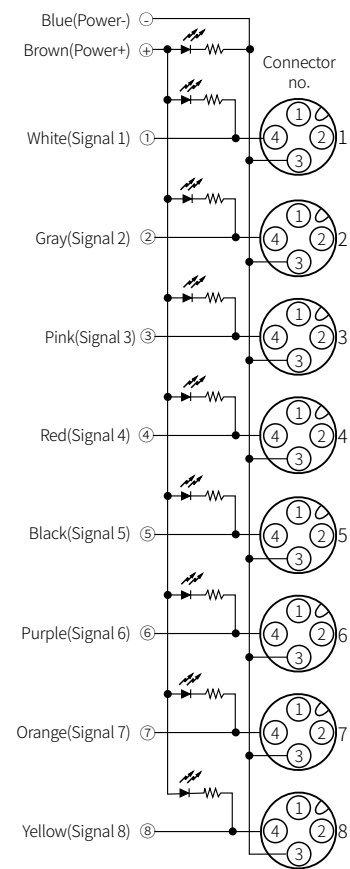 Blue(Power-) -
Brown(Power+) +
Connector
no.
1
White(Signal 1) ① 4 2 1
3
1
Gray(Signal 2) ② 4 2 2
3
1
Pink(Signal 3) ③ 4 2 3
3
1
Red(Signal 4) ④ 4 2 4
3
1
Black(Signal 5) ⑤ 4 2 5
3
1
Purple(Signal 6) ⑥ 4 2 6
3
1
Orange(Signal 7) ⑦ 4 2 7
3
1
Yellow(Signal 8) ⑧ 4 2 8
3